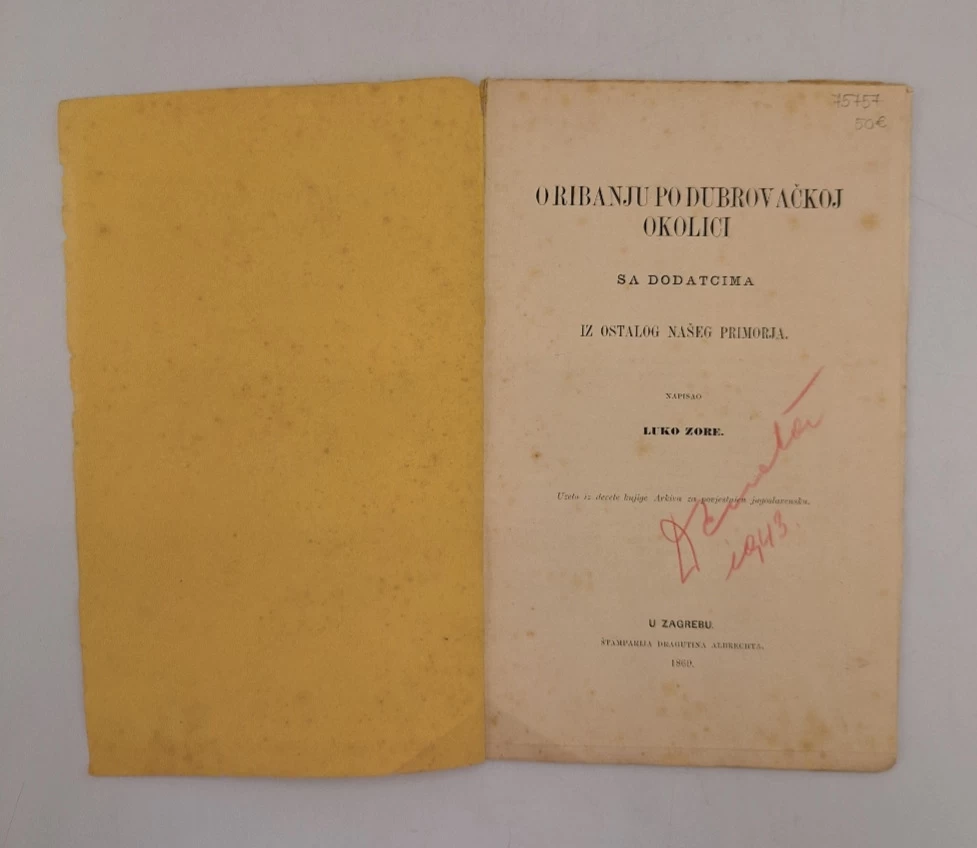 75757
50€
O RIBANJU PO DUBROVAČKOJ
OKOLICI
SA DODATCIMA
IZ OSTALOG NAŠEG PRIMORJA.
NAPISAO
LUKO ZORE.
Uzeto iz desete knjige Arkiva za povjestnicu jugoslavensku.
1943.
U ZAGREBU.
ŠTAMPARIJA DRAGUTINA ALBRECHTA.
1869.